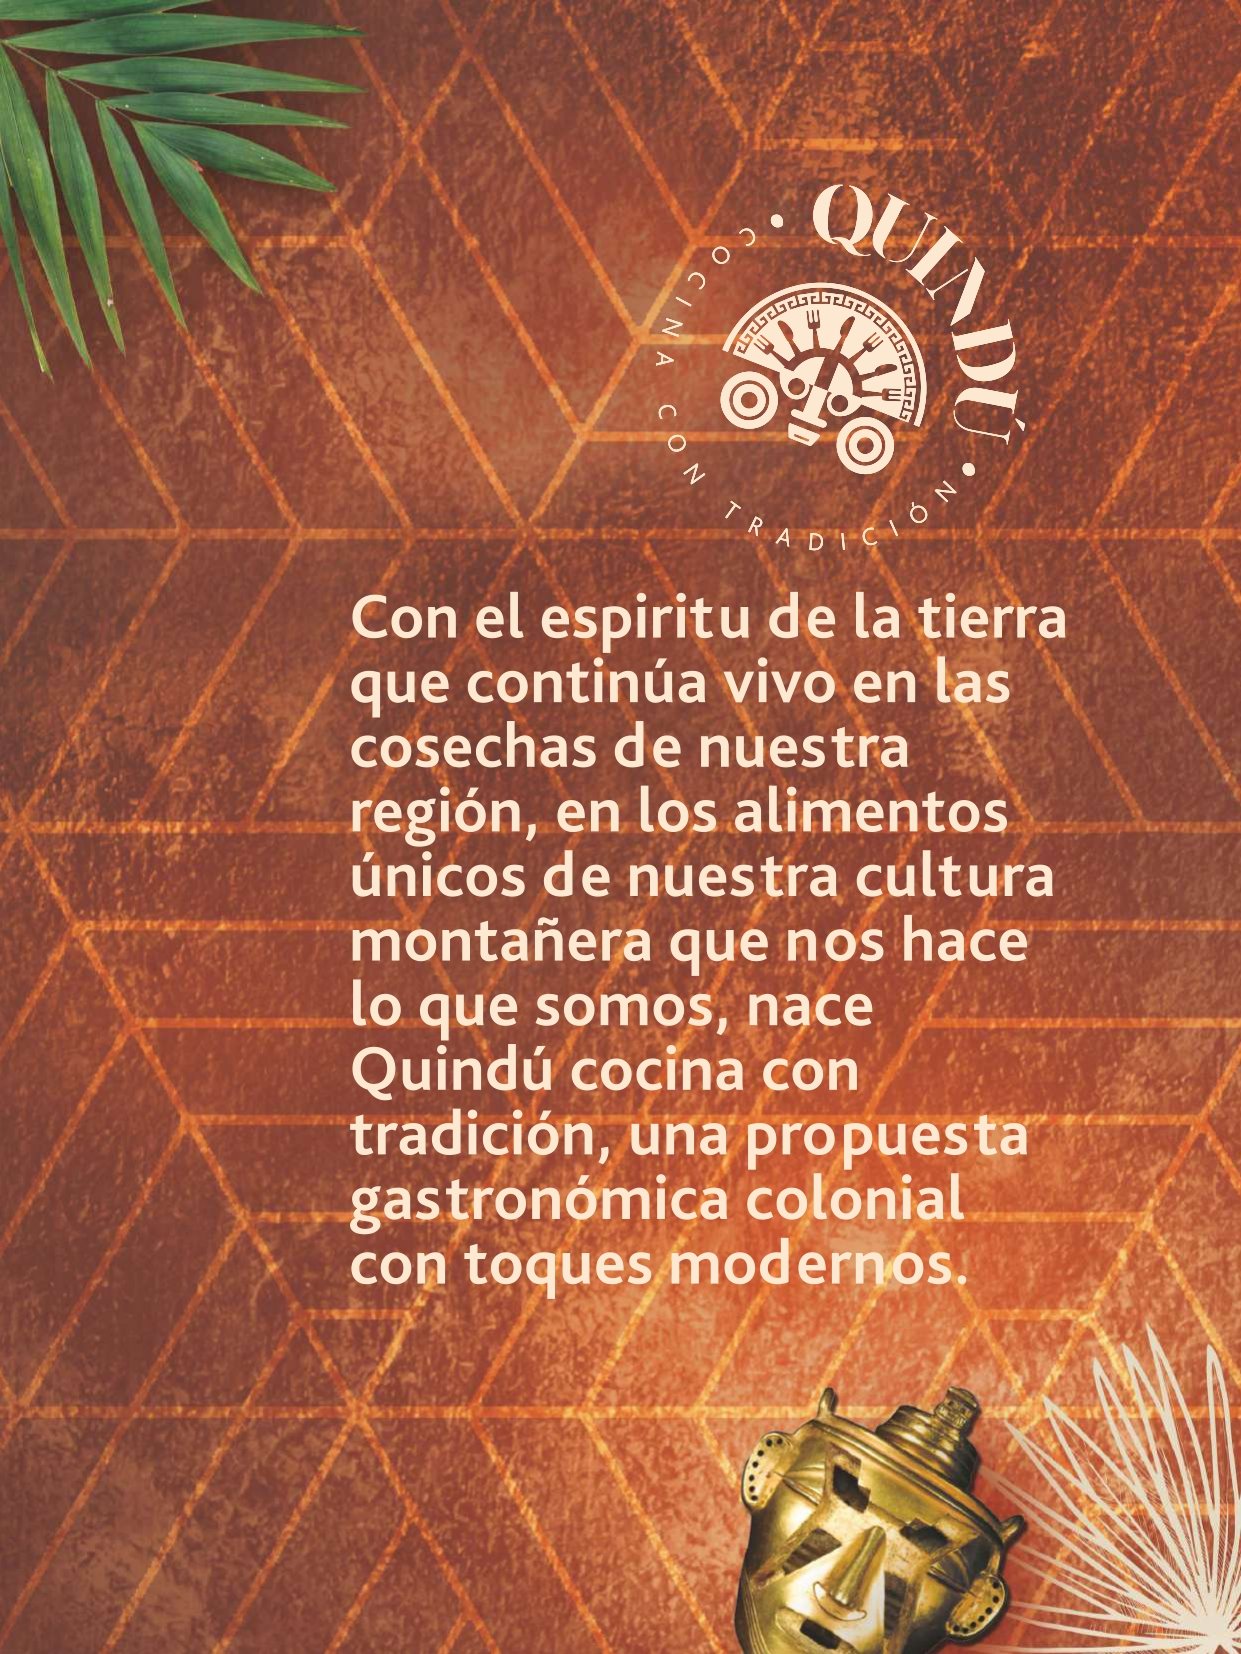 QUINDÚ
COCINA CON TRADICIÓN
Con el espiritu de la tierra
que continúa vivo en las
cosechas de nuestra
región, en los alimentos
únicos de nuestra cultura
montañera que nos hace
lo que somos, nace
Quindú cocina con
tradición, una propuesta
gastronómica colonial
con toques modernos.